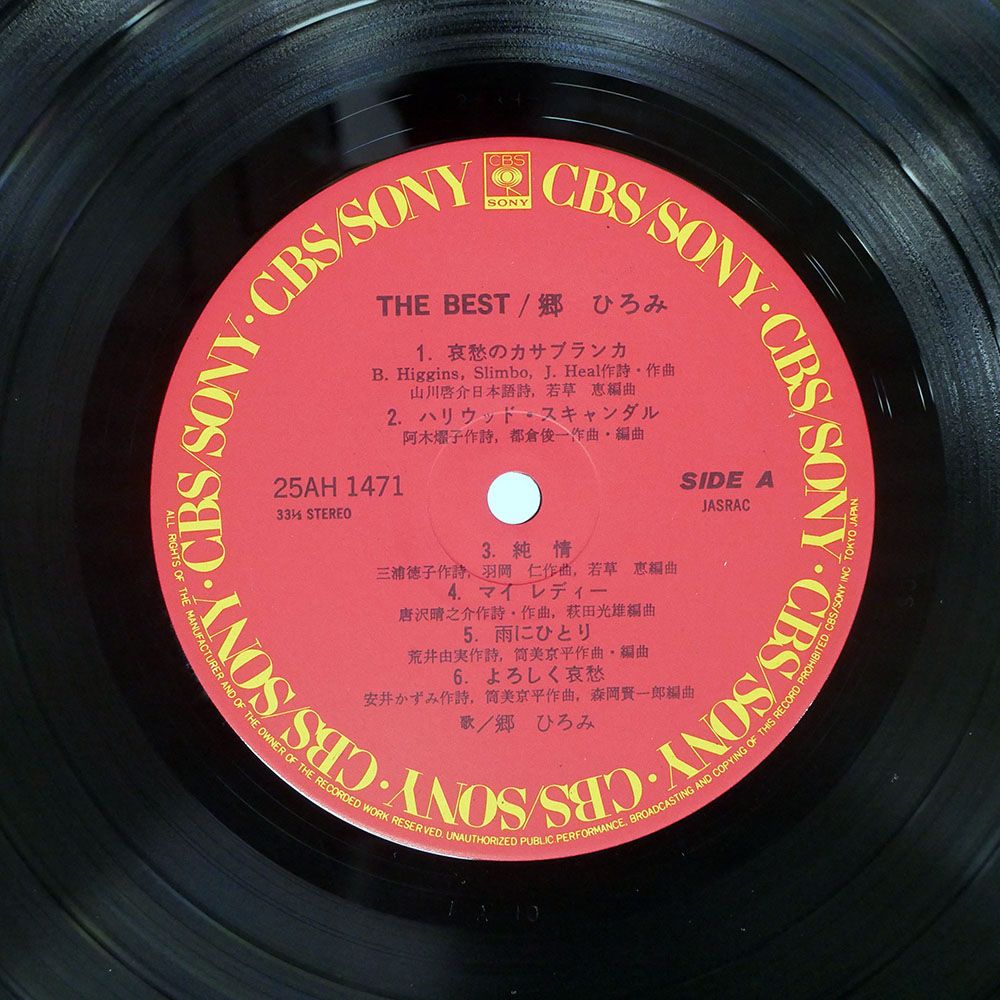 CBS
SONY
CBS/SONY · CBS/SONY · CBS/SONY · CBS/SONY · CBS/SONY · CBS/SONY · CBS/SONY · CBS/SONY · CBS/SONY
THE BEST / 郷 ひろみ
1. 哀愁のカサブランカ
B. Higgins, Slimbo, J. Heal作詩・作曲
山川啓介日本語詩, 若草 恵編曲
2. ハリウッド・スキャンダル
阿木燿子作詩, 都倉俊一作曲・編曲
25AH 1471
33⅓ STEREO
SIDE A
JASRAC
3. 純 情
三浦徳子作詩, 羽岡 仁作曲, 若草 恵編曲
4. マイ レディー
唐沢晴之介作詩・作曲, 萩田光雄編曲
5. 雨にひとり
荒井由実作詩, 筒美京平作曲・編曲
6. よろしく哀愁
安井かずみ作詩, 筒美京平作曲, 森岡賢一郎編曲
歌/郷 ひろみ
ALL RIGHTS OF THE MANUFACTURER AND OF THE OWNER OF THE RECORDED WORK RESERVED. UNAUTHORIZED PUBLIC PERFORMANCE, BROADCASTING AND COPYING OF THIS RECORD PROHIBITED. CBS/SONY INC. TOKYO JAPAN.